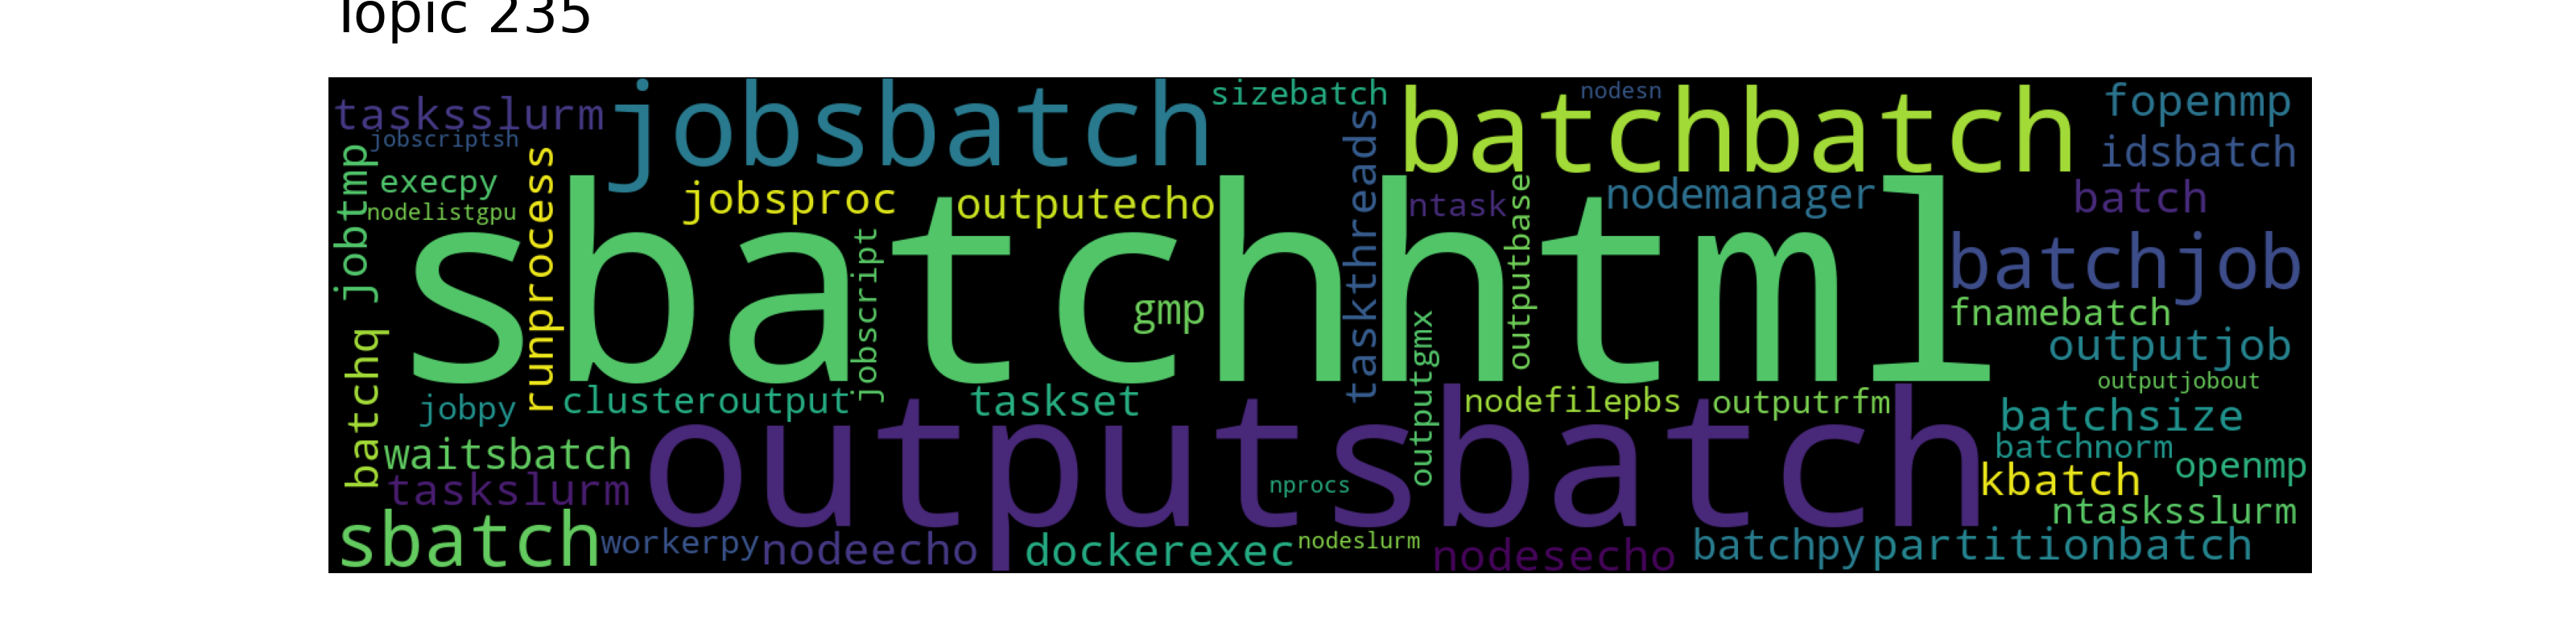 Topic 235
tasksslurm
jobsbatch
sizebatch
batchbatch
nodesn
fopenmp
jobscriptsh
idsbatch
jobtmp
execpy
nodelistgpu
runprocess
jobsproc
outputecho
taskthreads
ntask
outputbase
nodemanager
batch
sbatchhtml
jobscript
gmp
outputgmx
batchjob
fnamebatch
outputjob
outputjobout
batchq
jobpy
clusteroutput
taskset
nodefilepbs
outputrfm
batchsize
batchnorm
waitsbatch
outputsbatch
openmp
kbatch
taskslurm
nprocs
ntasksslurm
sbatch
workerpy
nodeecho
dockerexec
nodeslurm
nodesecho
batchpy
partitionbatch